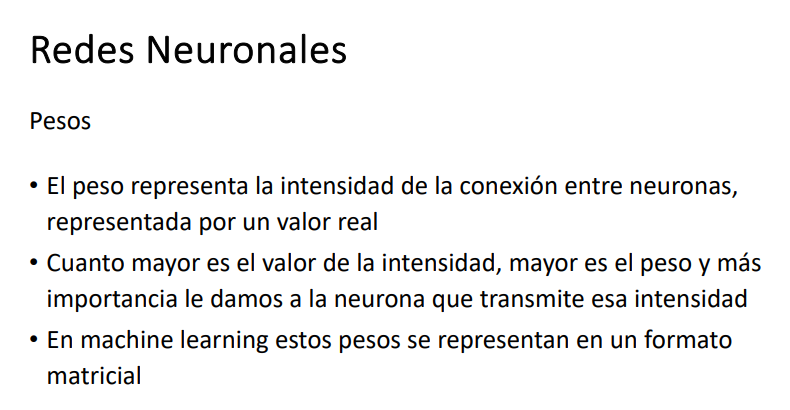 Redes Neuronales
Pesos
• El peso representa la intensidad de la conexión entre neuronas,
representada por un valor real
• Cuanto mayor es el valor de la intensidad, mayor es el peso y más
importancia le damos a la neurona que transmite esa intensidad
• En machine learning estos pesos se representan en un formato
matricial